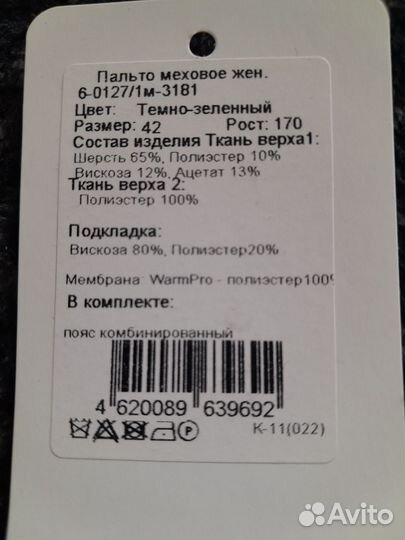 Пальто меховое жен.
6-0127/1м-3181
Цвет: Темно-зеленный
Размер: 42 Рост: 170
Состав изделия Ткань верха1:
Шерсть 65%, Полиэстер 10%
Вискоза 12%, Ацетат 13%
Ткань верха 2:
Полиэстер 100%
Подкладка:
Вискоза 80%, Полиэстер20%
Мембрана: WarmPro - полиэстер100%
В комплекте:
пояс комбинированный
4 620089 639692
К-11(022)
Avito